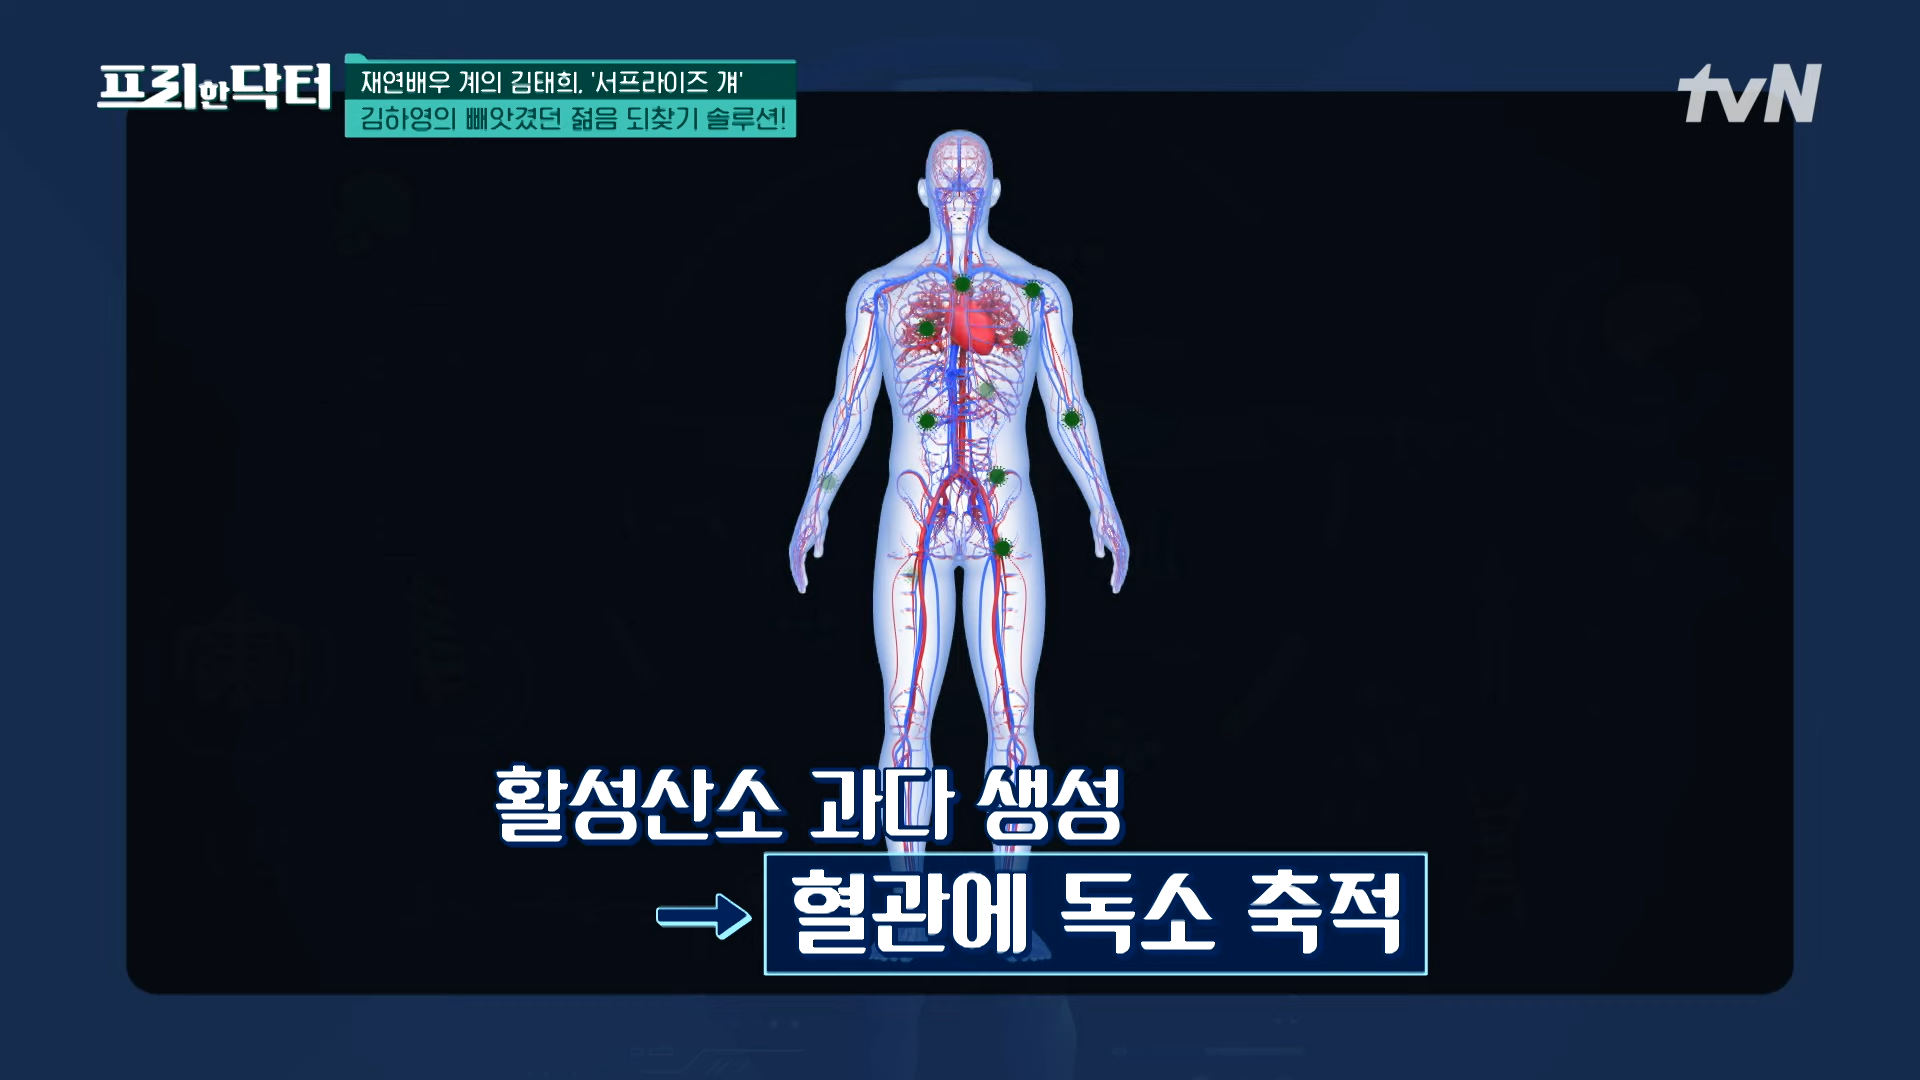 프리한닥터
재연배우 계의 김태희, '서프라이즈 걔'
김하영의 빼앗겼던 젊음 되찾기 솔루션!
tvN
활성산소 과다 생성
→ 혈관에 독소 축적